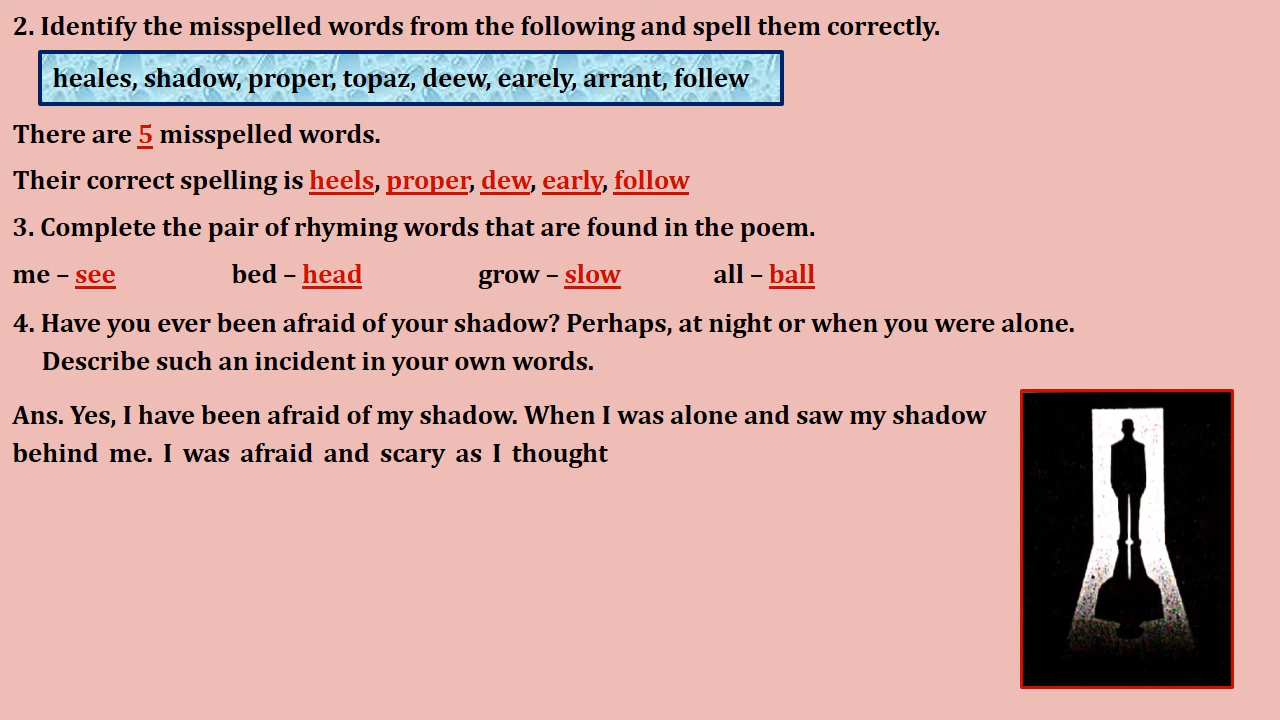 2. Identify the misspelled words from the following and spell them correctly.
heales, shadow, proper, topaz, deew, earely, arrant, follew
There are 5 misspelled words.
Their correct spelling is heels, proper, dew, early, follow
3. Complete the pair of rhyming words that are found in the poem.
me – see bed – head grow – slow all – ball
4. Have you ever been afraid of your shadow? Perhaps, at night or when you were alone.
Describe such an incident in your own words.
Ans. Yes, I have been afraid of my shadow. When I was alone and saw my shadow
behind me. I was afraid and scary as I thought